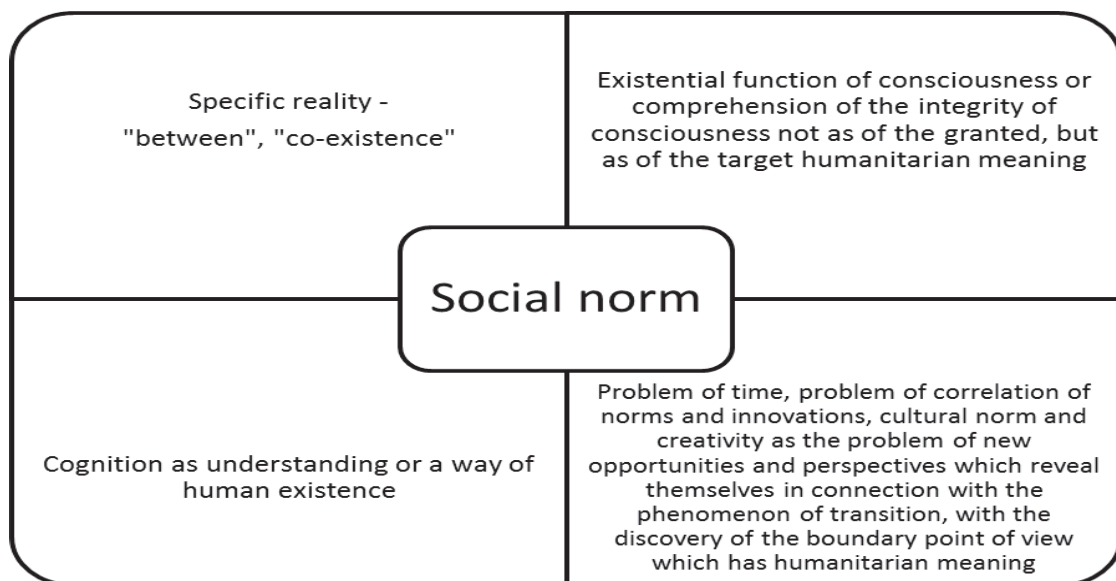 Specific reality -
"between", "co-existence"
Existential function of consciousness or
comprehension of the integrity of
consciousness not as of the granted, but
as of the target humanitarian meaning
Social norm
Cognition as understanding or a way of
human existence
Problem of time, problem of correlation of
norms and innovations, cultural norm and
creativity as the problem of new
opportunities and perspectives which reveal
themselves in connection with the
phenomenon of transition, with the
discovery of the boundary point of view
which has humanitarian meaning